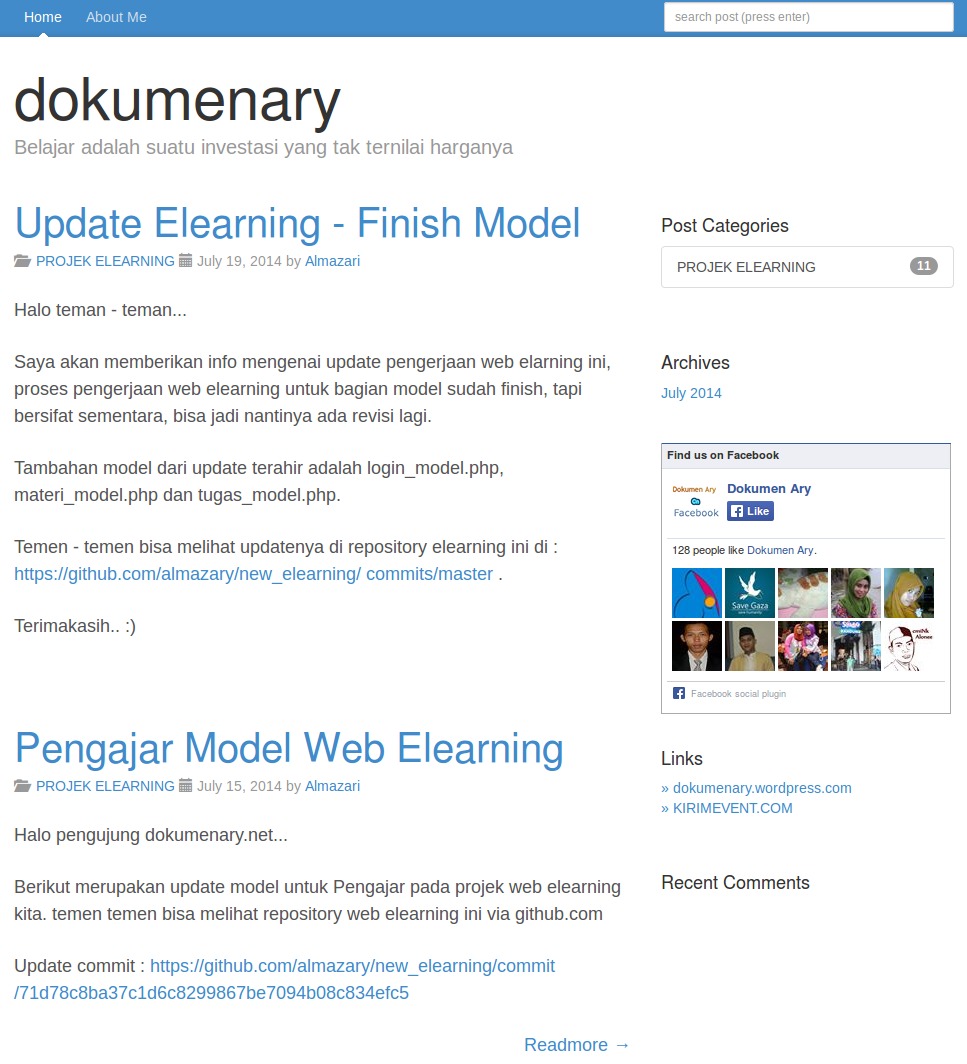 Home About Me
search post (press enter)
dokumenary
Belajar adalah suatu investasi yang tak ternilai harganya
Update Elearning - Finish Model
PROJEK ELEARNING July 19, 2014 by Almazari
Halo teman - teman...
Saya akan memberikan info mengenai update pengerjaan web elarning ini,
proses pengerjaan web elearning untuk bagian model sudah finish, tapi
bersifat sementara, bisa jadi nantinya ada revisi lagi.
Tambahan model dari update terahir adalah login_model.php,
materi_model.php dan tugas_model.php.
Temen - temen bisa melihat updatenya di repository elearning ini di :
https://github.com/almazary/new_elearning/ commits/master .
Terimakasih.. :)
Pengajar Model Web Elearning
PROJEK ELEARNING July 15, 2014 by Almazari
Halo pengujung dokumenary.net...
Berikut merupakan update model untuk Pengajar pada projek web elearning
kita. temen temen bisa melihat repository web elearning ini via github.com
Update commit : https://github.com/almazary/new_elearning/commit
/71d78c8ba37c1d6c8299867be7094b08c834efc5
Readmore →
Post Categories
PROJEK ELEARNING 11
Archives
July 2014
Find us on Facebook
Dokumen Ary
On
Facebook
Dokumen Ary
Like
128 people like Dokumen Ary.
Save Gaza
save humanity
cmiNk
Alonee
Facebook social plugin
Links
» dokumenary.wordpress.com
» KIRIMEVENT.COM
Recent Comments